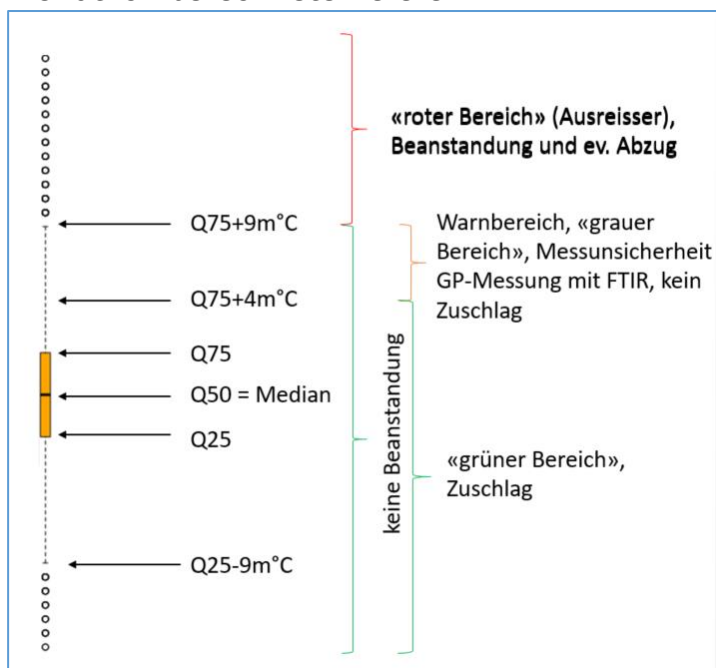 «roter Bereich» (Ausreisser),
Beanstandung und ev. Abzug
Q75+9m°C
Warnbereich, «grauer
Bereich», Messunsicherheit
GP-Messung mit FTIR, kein
Zuschlag
Q75+4m°C
Q75
Q50 = Median
Q25
keine Beanstandung
«grüner Bereich»,
Zuschlag
Q25-9m°C